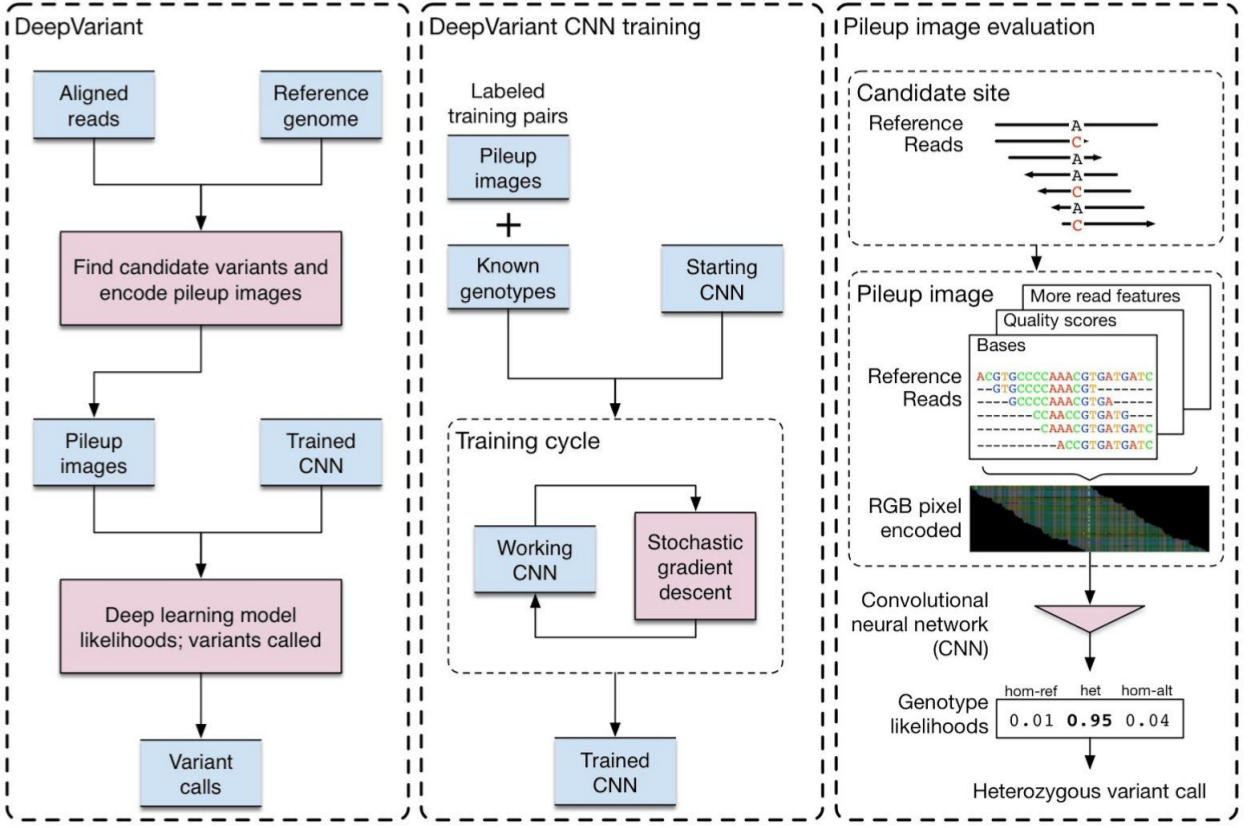 DeepVariant
Aligned
reads
Reference
genome
Find candidate variants and
encode pileup images
Pileup
images
Trained
CNN
Deep learning model
likelihoods; variants called
Variant
calls
DeepVariant CNN training
Labeled
training pairs
Pileup
images
+
Known
genotypes
Starting
CNN
Training cycle
Working
CNN
Stochastic
gradient
descent
Trained
CNN
Pileup image evaluation
Candidate site
Reference
Reads
A
C
A
A
C
A
C
Pileup image
More read features
Quality scores
Bases
Reference
Reads
ACGTGCCCCAAACGTGATGATC
--GTGCCCCAAACGT-------
----GCCCCAAACGTGA-----
-------CCAACCGTGATG---
--------CAAACGTGATGATC
----------ACCGTGATGATC
RGB pixel
encoded
Convolutional
neural network
(CNN)
Genotype
likelihoods
hom-ref het hom-alt
0.01 0.95 0.04
Heterozygous variant call